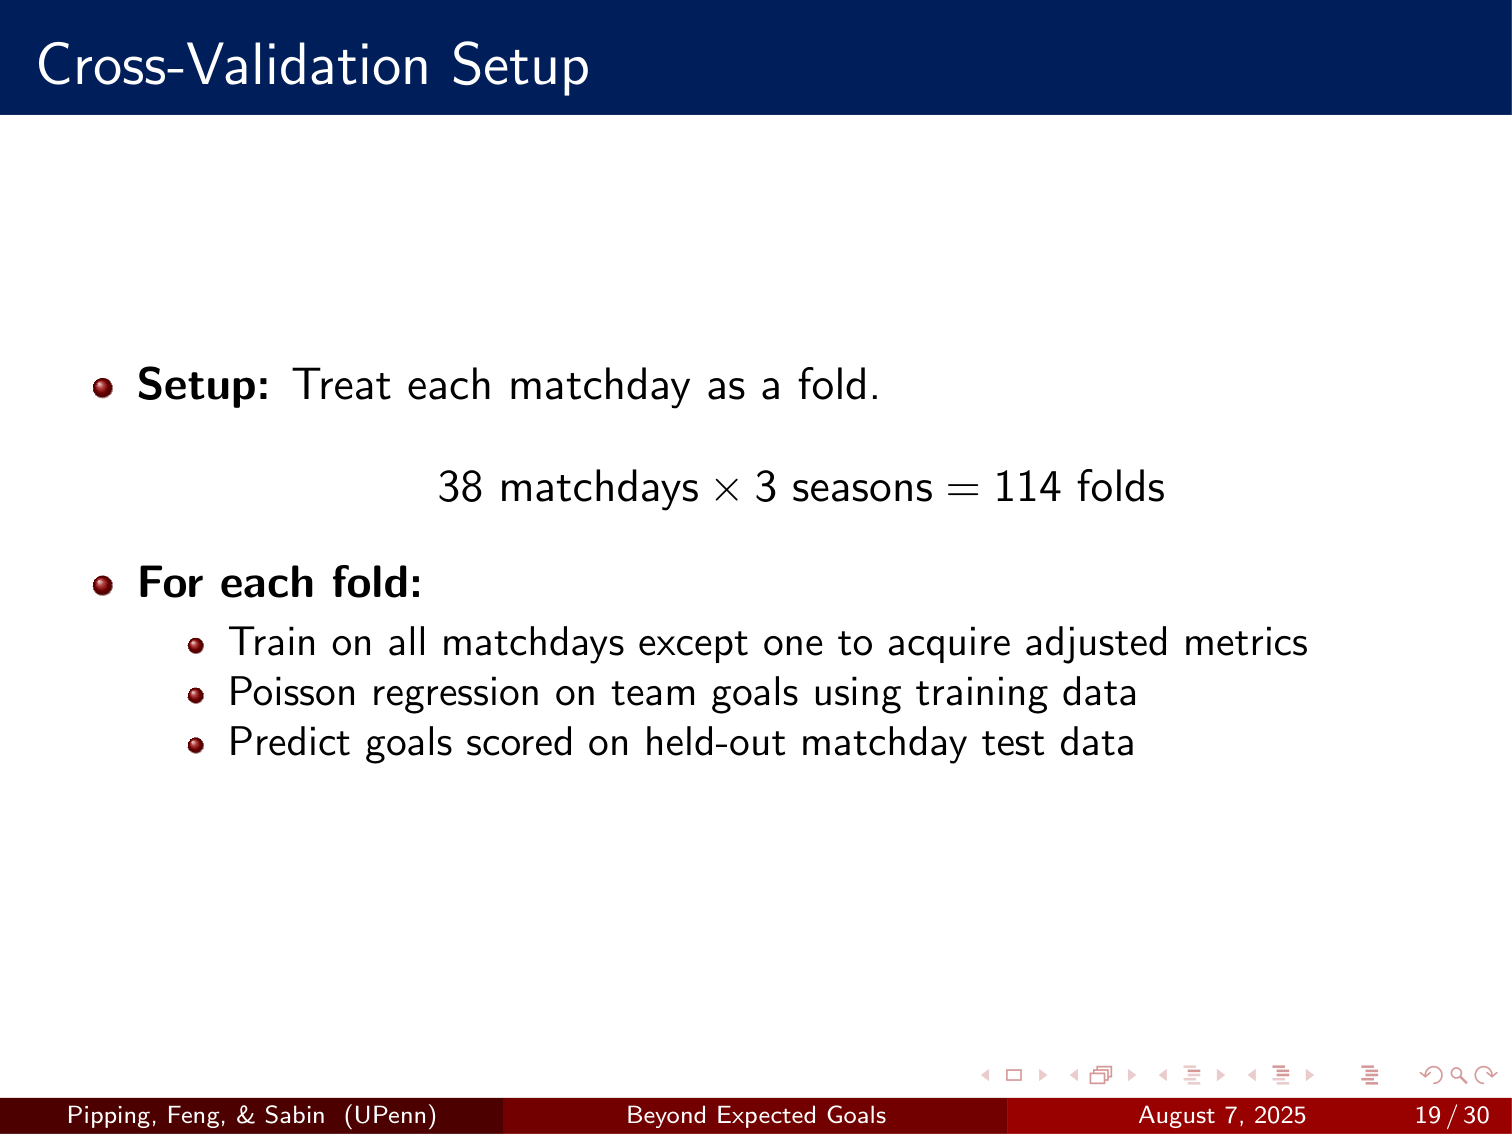 Cross-Validation Setup
Setup: Treat each matchday as a fold.
38 matchdays × 3 seasons = 114 folds
For each fold:
Train on all matchdays except one to acquire adjusted metrics
Poisson regression on team goals using training data
Predict goals scored on held-out matchday test data
Pipping, Feng, & Sabin (UPenn) Beyond Expected Goals August 7, 2025 19 / 30